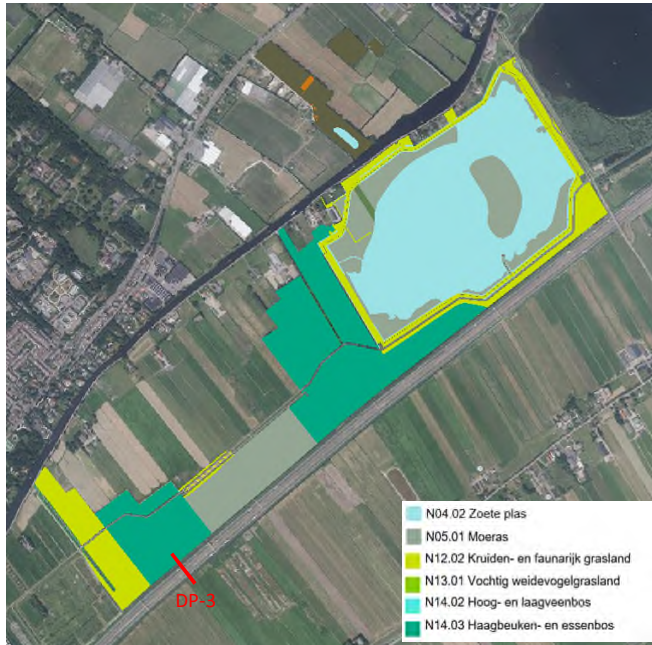 N04.02 Zoete plas
N05.01 Moeras
N12.02 Kruiden- en faunarijk grasland
N13.01 Vochtig weidevogelgrasland
N14.02 Hoog- en laagveenbos
N14.03 Haagbeuken- en essenbos
DP-3